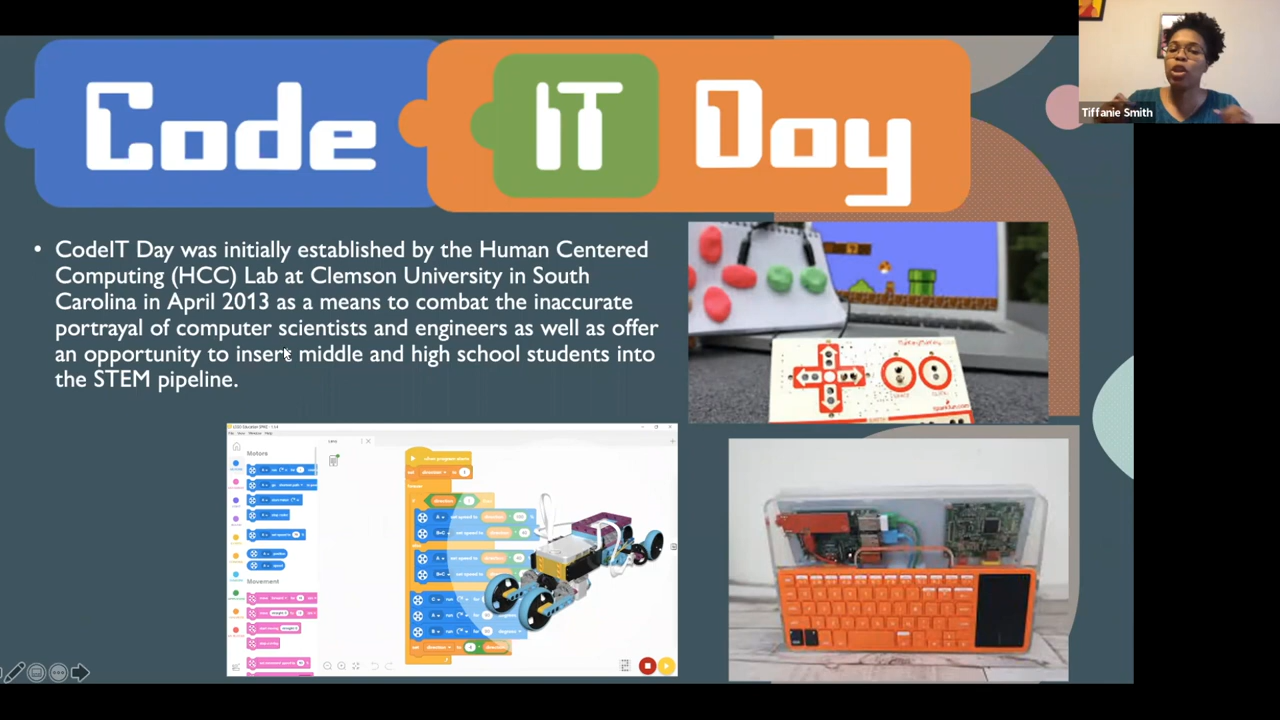 Code IT Day
Tiffanie Smith
• CodeIT Day was initially established by the Human Centered
Computing (HCC) Lab at Clemson University in South
Carolina in April 2013 as a means to combat the inaccurate
portrayal of computer scientists and engineers as well as offer
an opportunity to insert middle and high school students into
the STEM pipeline.
Motors
when program starts
Movement